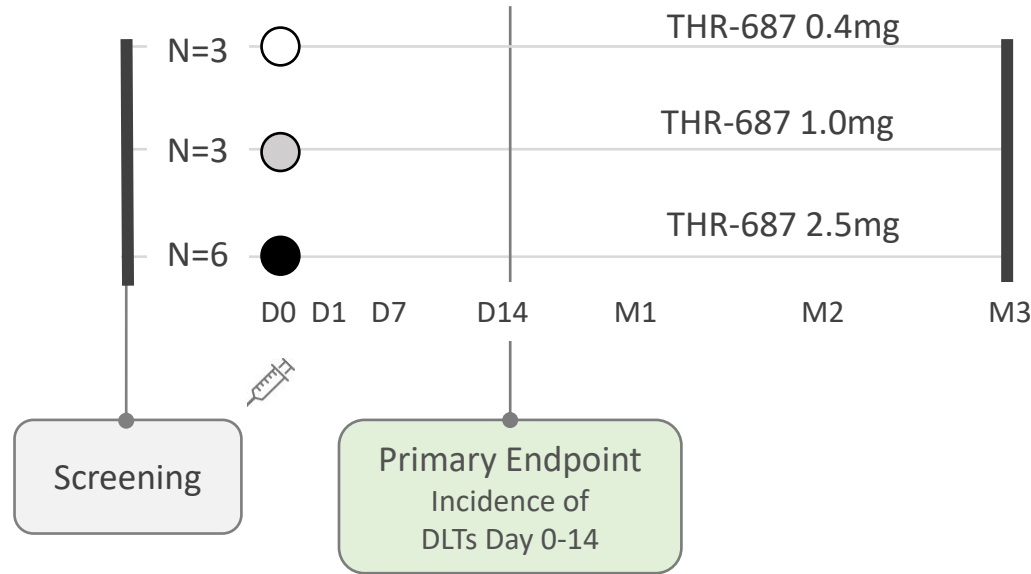 N=3
THR-687 0.4mg
N=3
THR-687 1.0mg
N=6
THR-687 2.5mg
D0 D1 D7 D14 M1 M2 M3
Screening
Primary Endpoint
Incidence of
DLTs Day 0-14